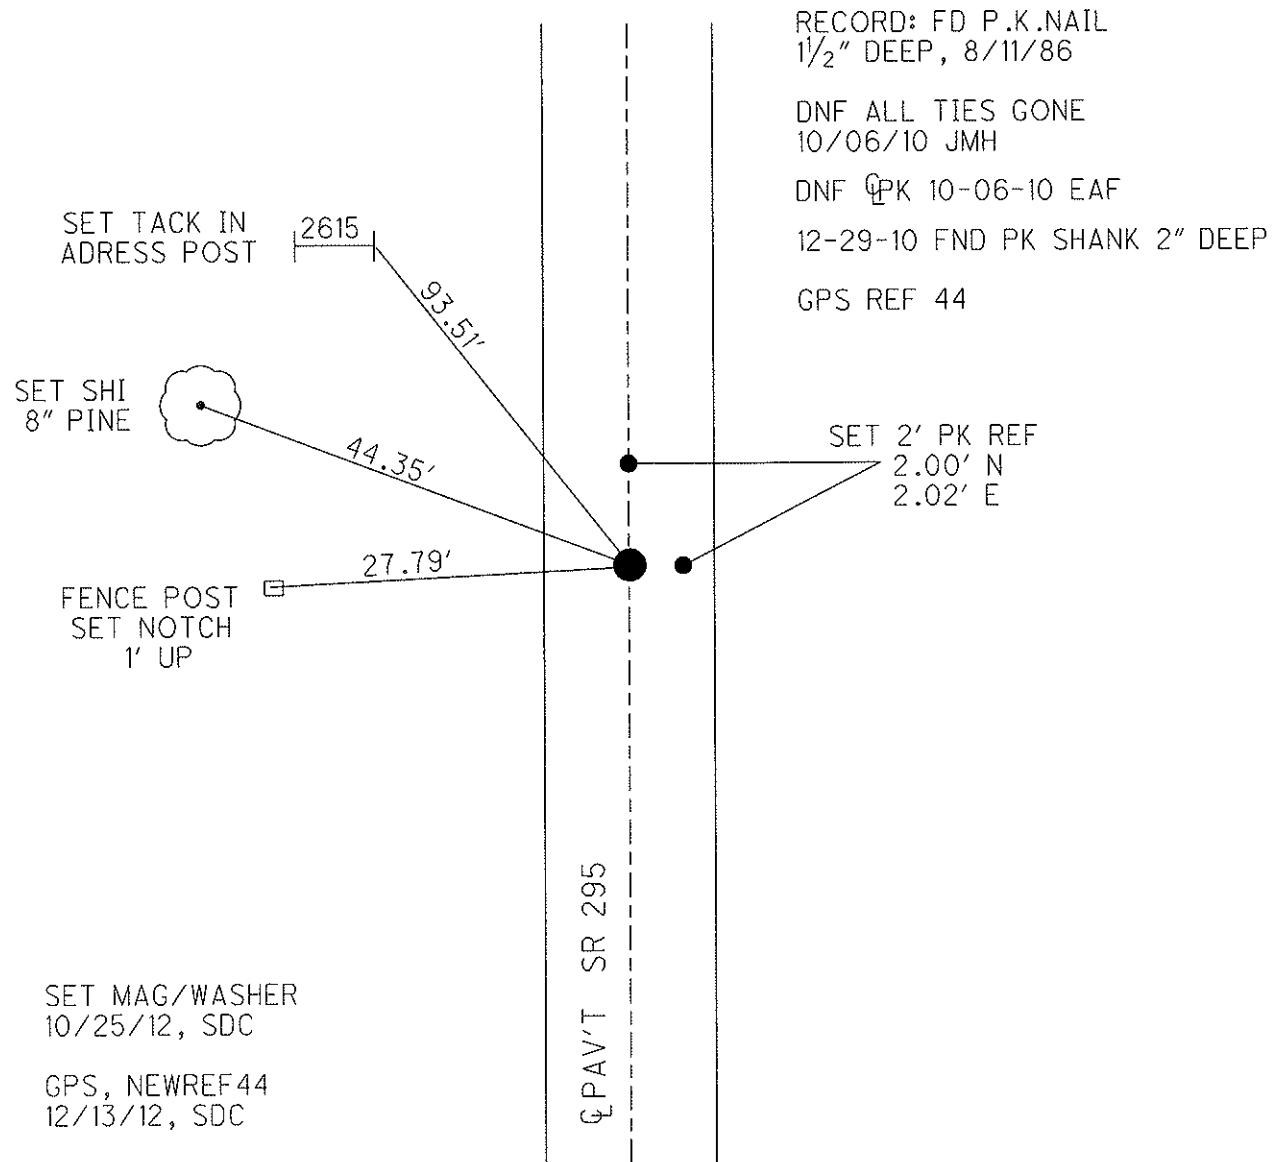 RECORD: FD P.K.NAIL
1½" DEEP, 8/11/86
DNF ALL TIES GONE
10/06/10 JMH
DNF ℄PK 10-06-10 EAF
12-29-10 FND PK SHANK 2" DEEP
GPS REF 44
SET TACK IN
ADRESS POST
2615
93.51'
SET SHI
8" PINE
44.35'
SET 2' PK REF
2.00' N
2.02' E
27.79'
FENCE POST
SET NOTCH
1' UP
℄PAV'T SR 295
SET MAG/WASHER
10/25/12, SDC
GPS, NEWREF44
12/13/12, SDC